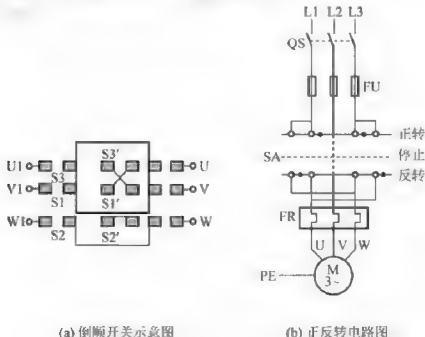 L1 L2 L3
QS
FU
正转
SA
停止
反转
FR
U V W
M
3~
PE
U1 S3 S3' U
V1 S1 S1' V
W1 S2 S2' W
(a) 倒顺开关示意图
(b) 正反转电路图